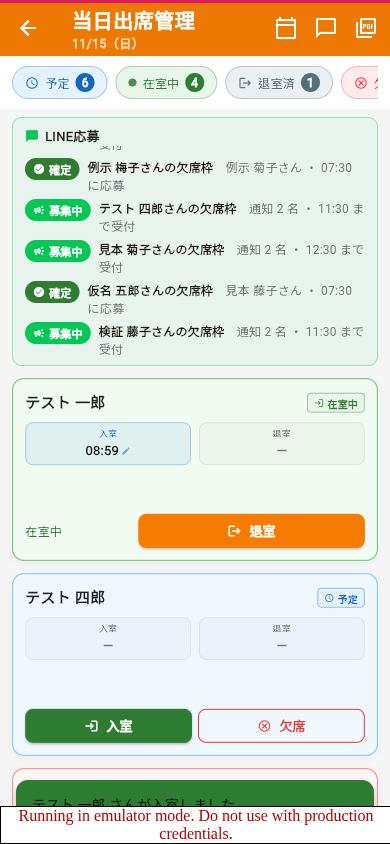 当日出席管理
11/15（日）
予定 6
在室中 4
退室済 1
LINE応募
受付
確定 例示 梅子さんの欠席枠 例示 菊子さん ・ 07:30
に応募
募集中 テスト 四郎さんの欠席枠 通知 2 名 ・ 11:30 ま
で受付
募集中 見本 菊子さんの欠席枠 通知 2 名 ・ 12:30 まで
受付
確定 仮名 五郎さんの欠席枠 見本 藤子さん ・ 07:30
に応募
募集中 検証 藤子さんの欠席枠 通知 2 名 ・ 11:30 まで
受付
テスト 一郎 在室中
入室 退室
08:59 —
在室中 退室
テスト 四郎 予定
入室 退室
— —
入室 欠席
テスト 一郎 さんが入室しました
Running in emulator mode. Do not use with production
credentials.